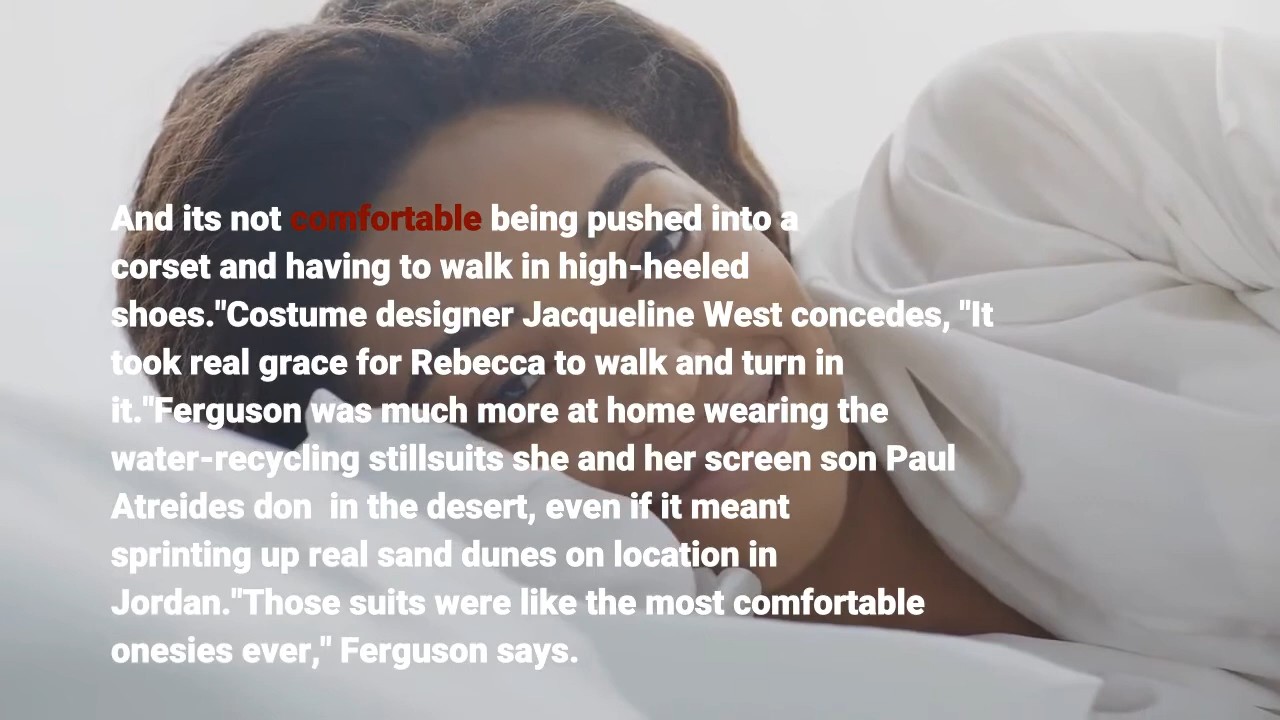 And its not comfortable being pushed into a
corset and having to walk in high-heeled
shoes."Costume designer Jacqueline West concedes, "It
took real grace for Rebecca to walk and turn in
it."Ferguson was much more at home wearing the
water-recycling stillsuits she and her screen son Paul
Atreides don  in the desert, even if it meant
sprinting up real sand dunes on location in
Jordan."Those suits were like the most comfortable
onesies ever," Ferguson says.